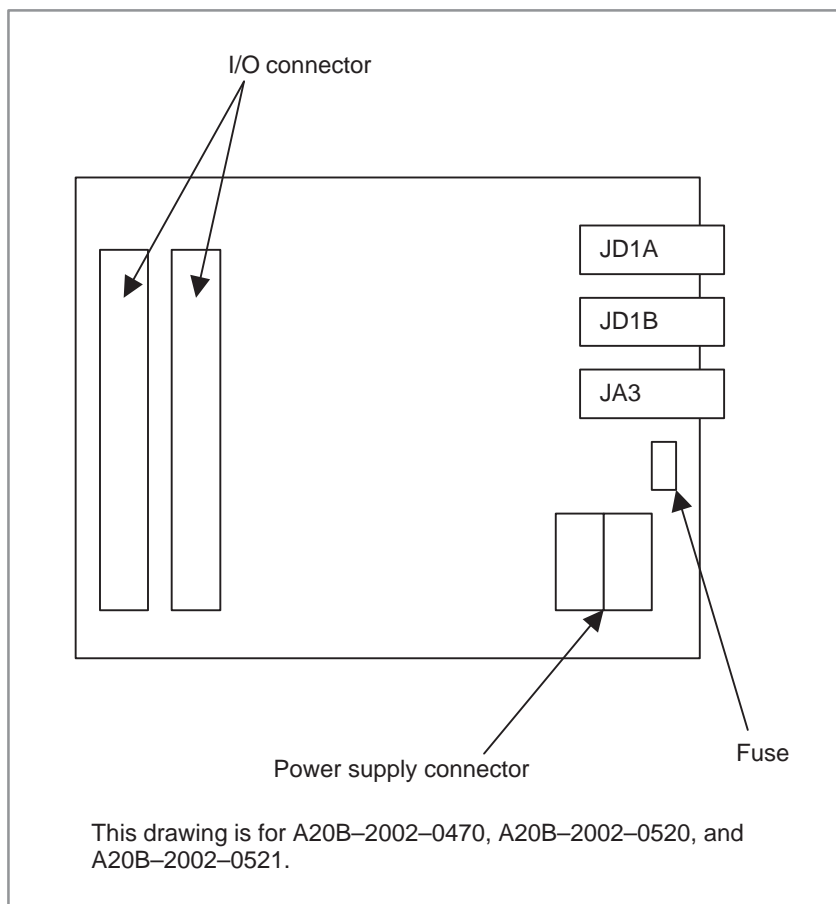 I/O connector
JD1A
JD1B
JA3
Fuse
Power supply connector
This drawing is for A20B–2002–0470, A20B–2002–0520, and
A20B–2002–0521.